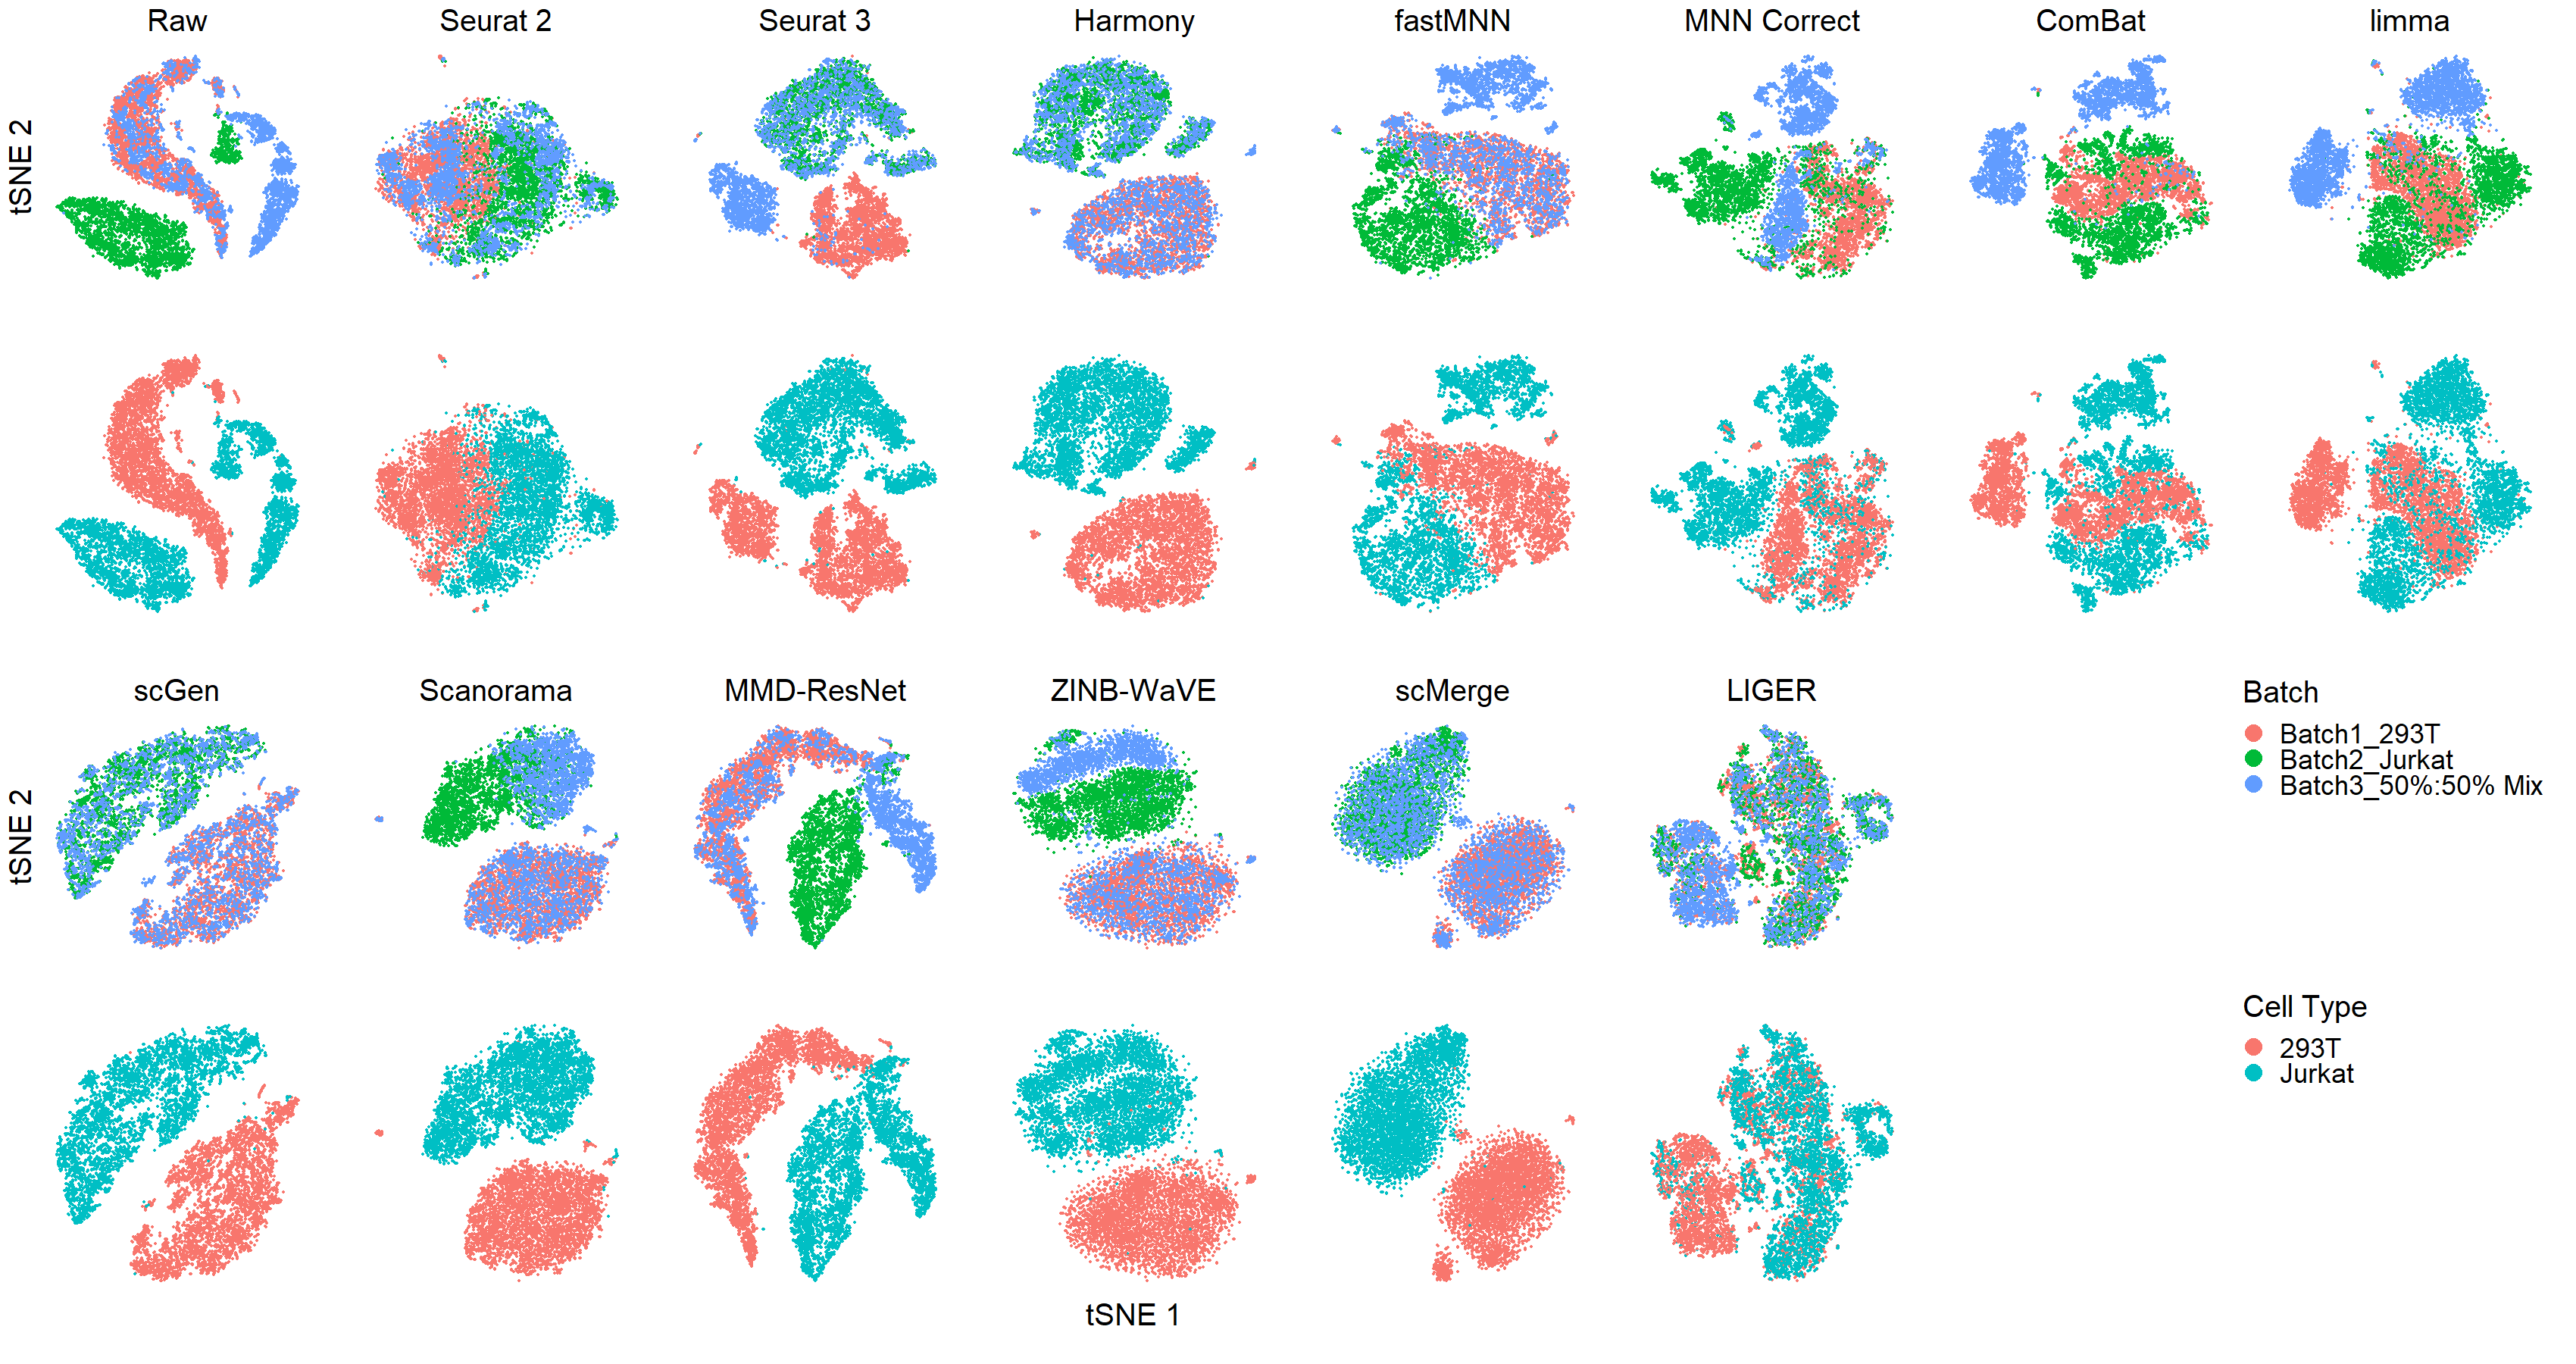 Raw
Seurat 2
Seurat 3
Harmony
fastMNN
MNN Correct
ComBat
limma
tSNE 2
scGen
Scanorama
MMD-ResNet
ZINB-WaVE
scMerge
LIGER
tSNE 2
Batch
Batch1_293T
Batch2_Jurkat
Batch3_50%:50% Mix
Cell Type
293T
Jurkat
tSNE 1